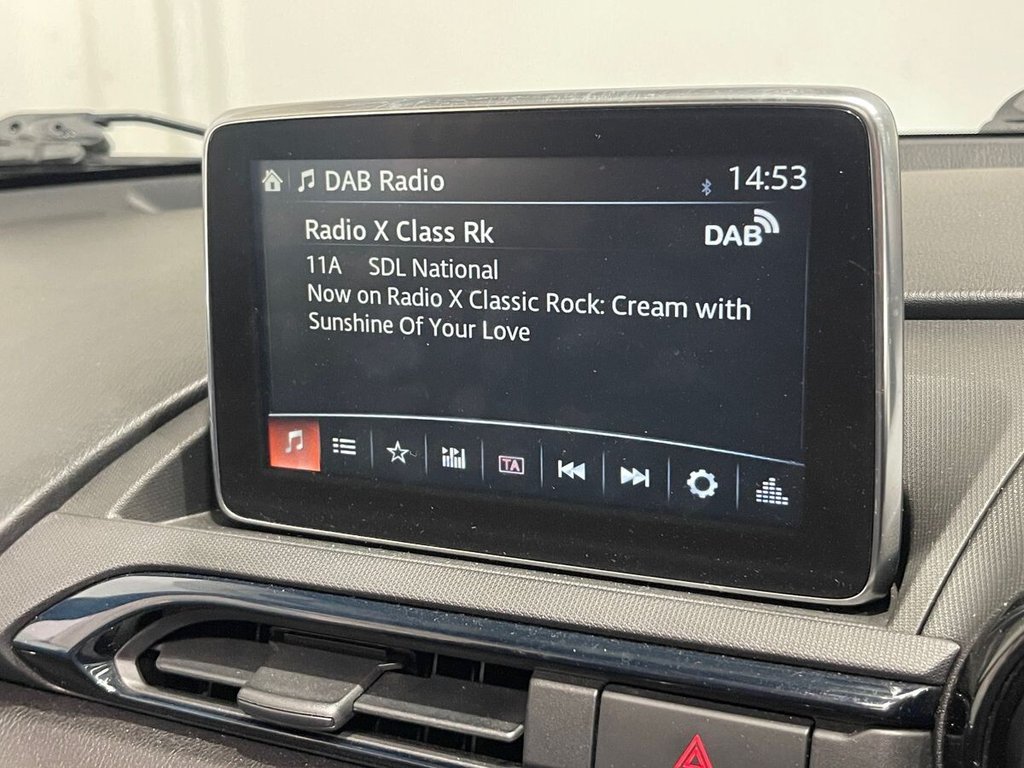 DAB Radio 14:53
Radio X Class Rk DAB
11A SDL National
Now on Radio X Classic Rock: Cream with
Sunshine Of Your Love
TA